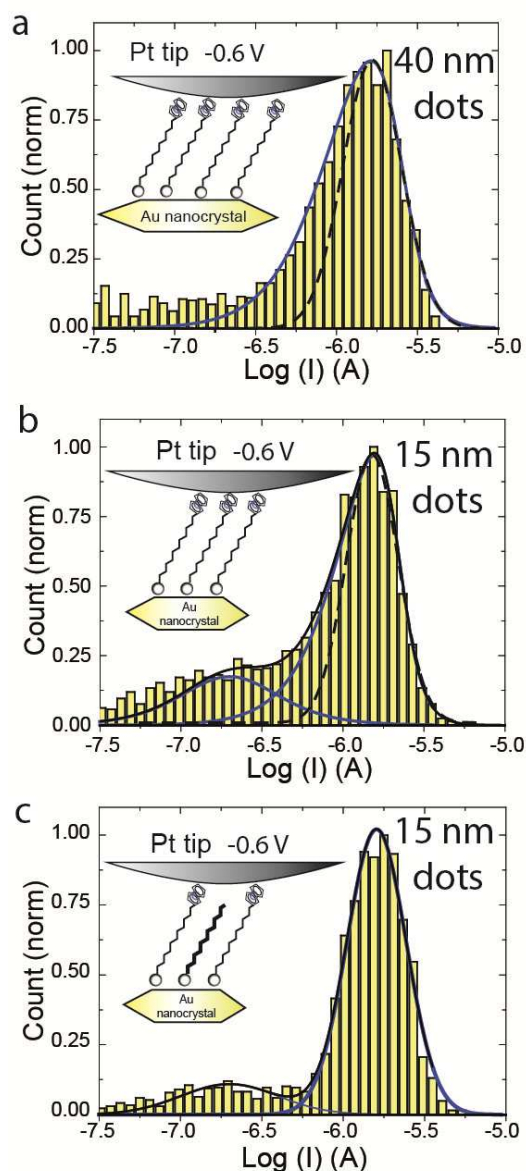 a
Pt tip -0.6 V
40 nm
dots
Au nanocrystal
Count (norm)
1.00
0.75
0.50
0.25
0.00
-7.5 -7.0 -6.5 -6.0 -5.5 -5.0
Log (I) (A)
b
Pt tip -0.6 V
15 nm
dots
Au
nanocrystal
Count (norm)
1.00
0.75
0.50
0.25
0.00
-7.5 -7.0 -6.5 -6.0 -5.5 -5.0
Log (I) (A)
c
Pt tip -0.6 V
15 nm
dots
Au
nanocrystal
Count (norm)
1.00
0.75
0.50
0.25
0.00
-7.5 -7.0 -6.5 -6.0 -5.5 -5.0
Log (I) (A)